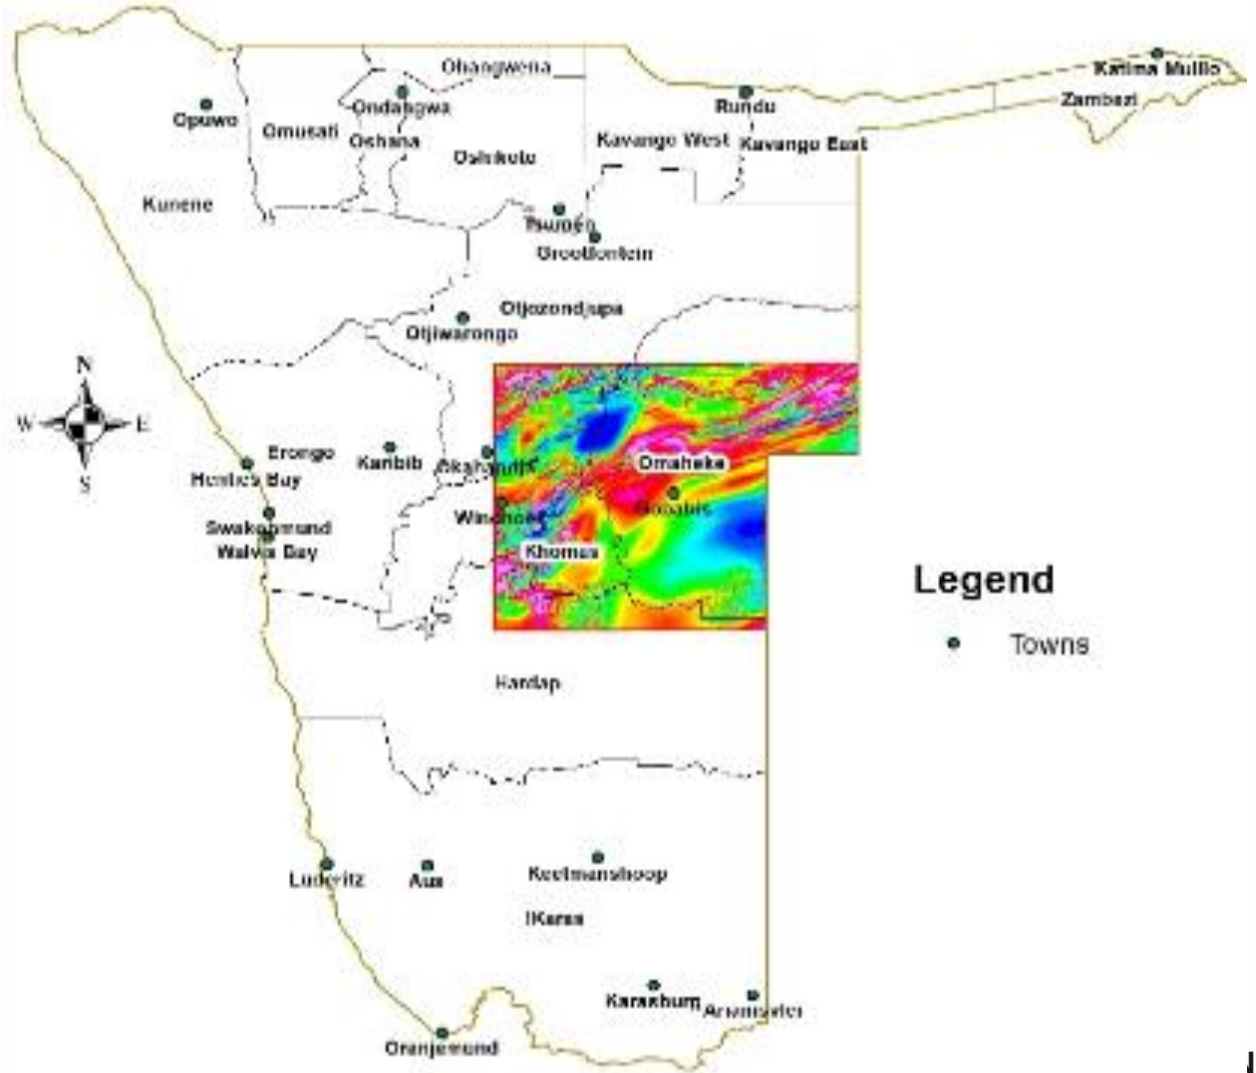 Ohangwena
Katima Mulilo
Ondangwa
Rundu
Zambezi
Opuwo
Omusati
Oshana
Kavango West
Kavango East
Oshikoto
Kunene
Tsumeb
Grootfontein
Otjozondjupa
Otjiwarongo
N
W
E
S
Erongo
Karibib
Okahandja
Omaheke
Henties Bay
Gobabis
Windhoek
Swakopmund
Walvis Bay
Khomas
Legend
Towns
Hardap
Luderitz
Aus
Keetmanshoop
!Karas
Karasburg
Ariamsvlei
Oranjemund